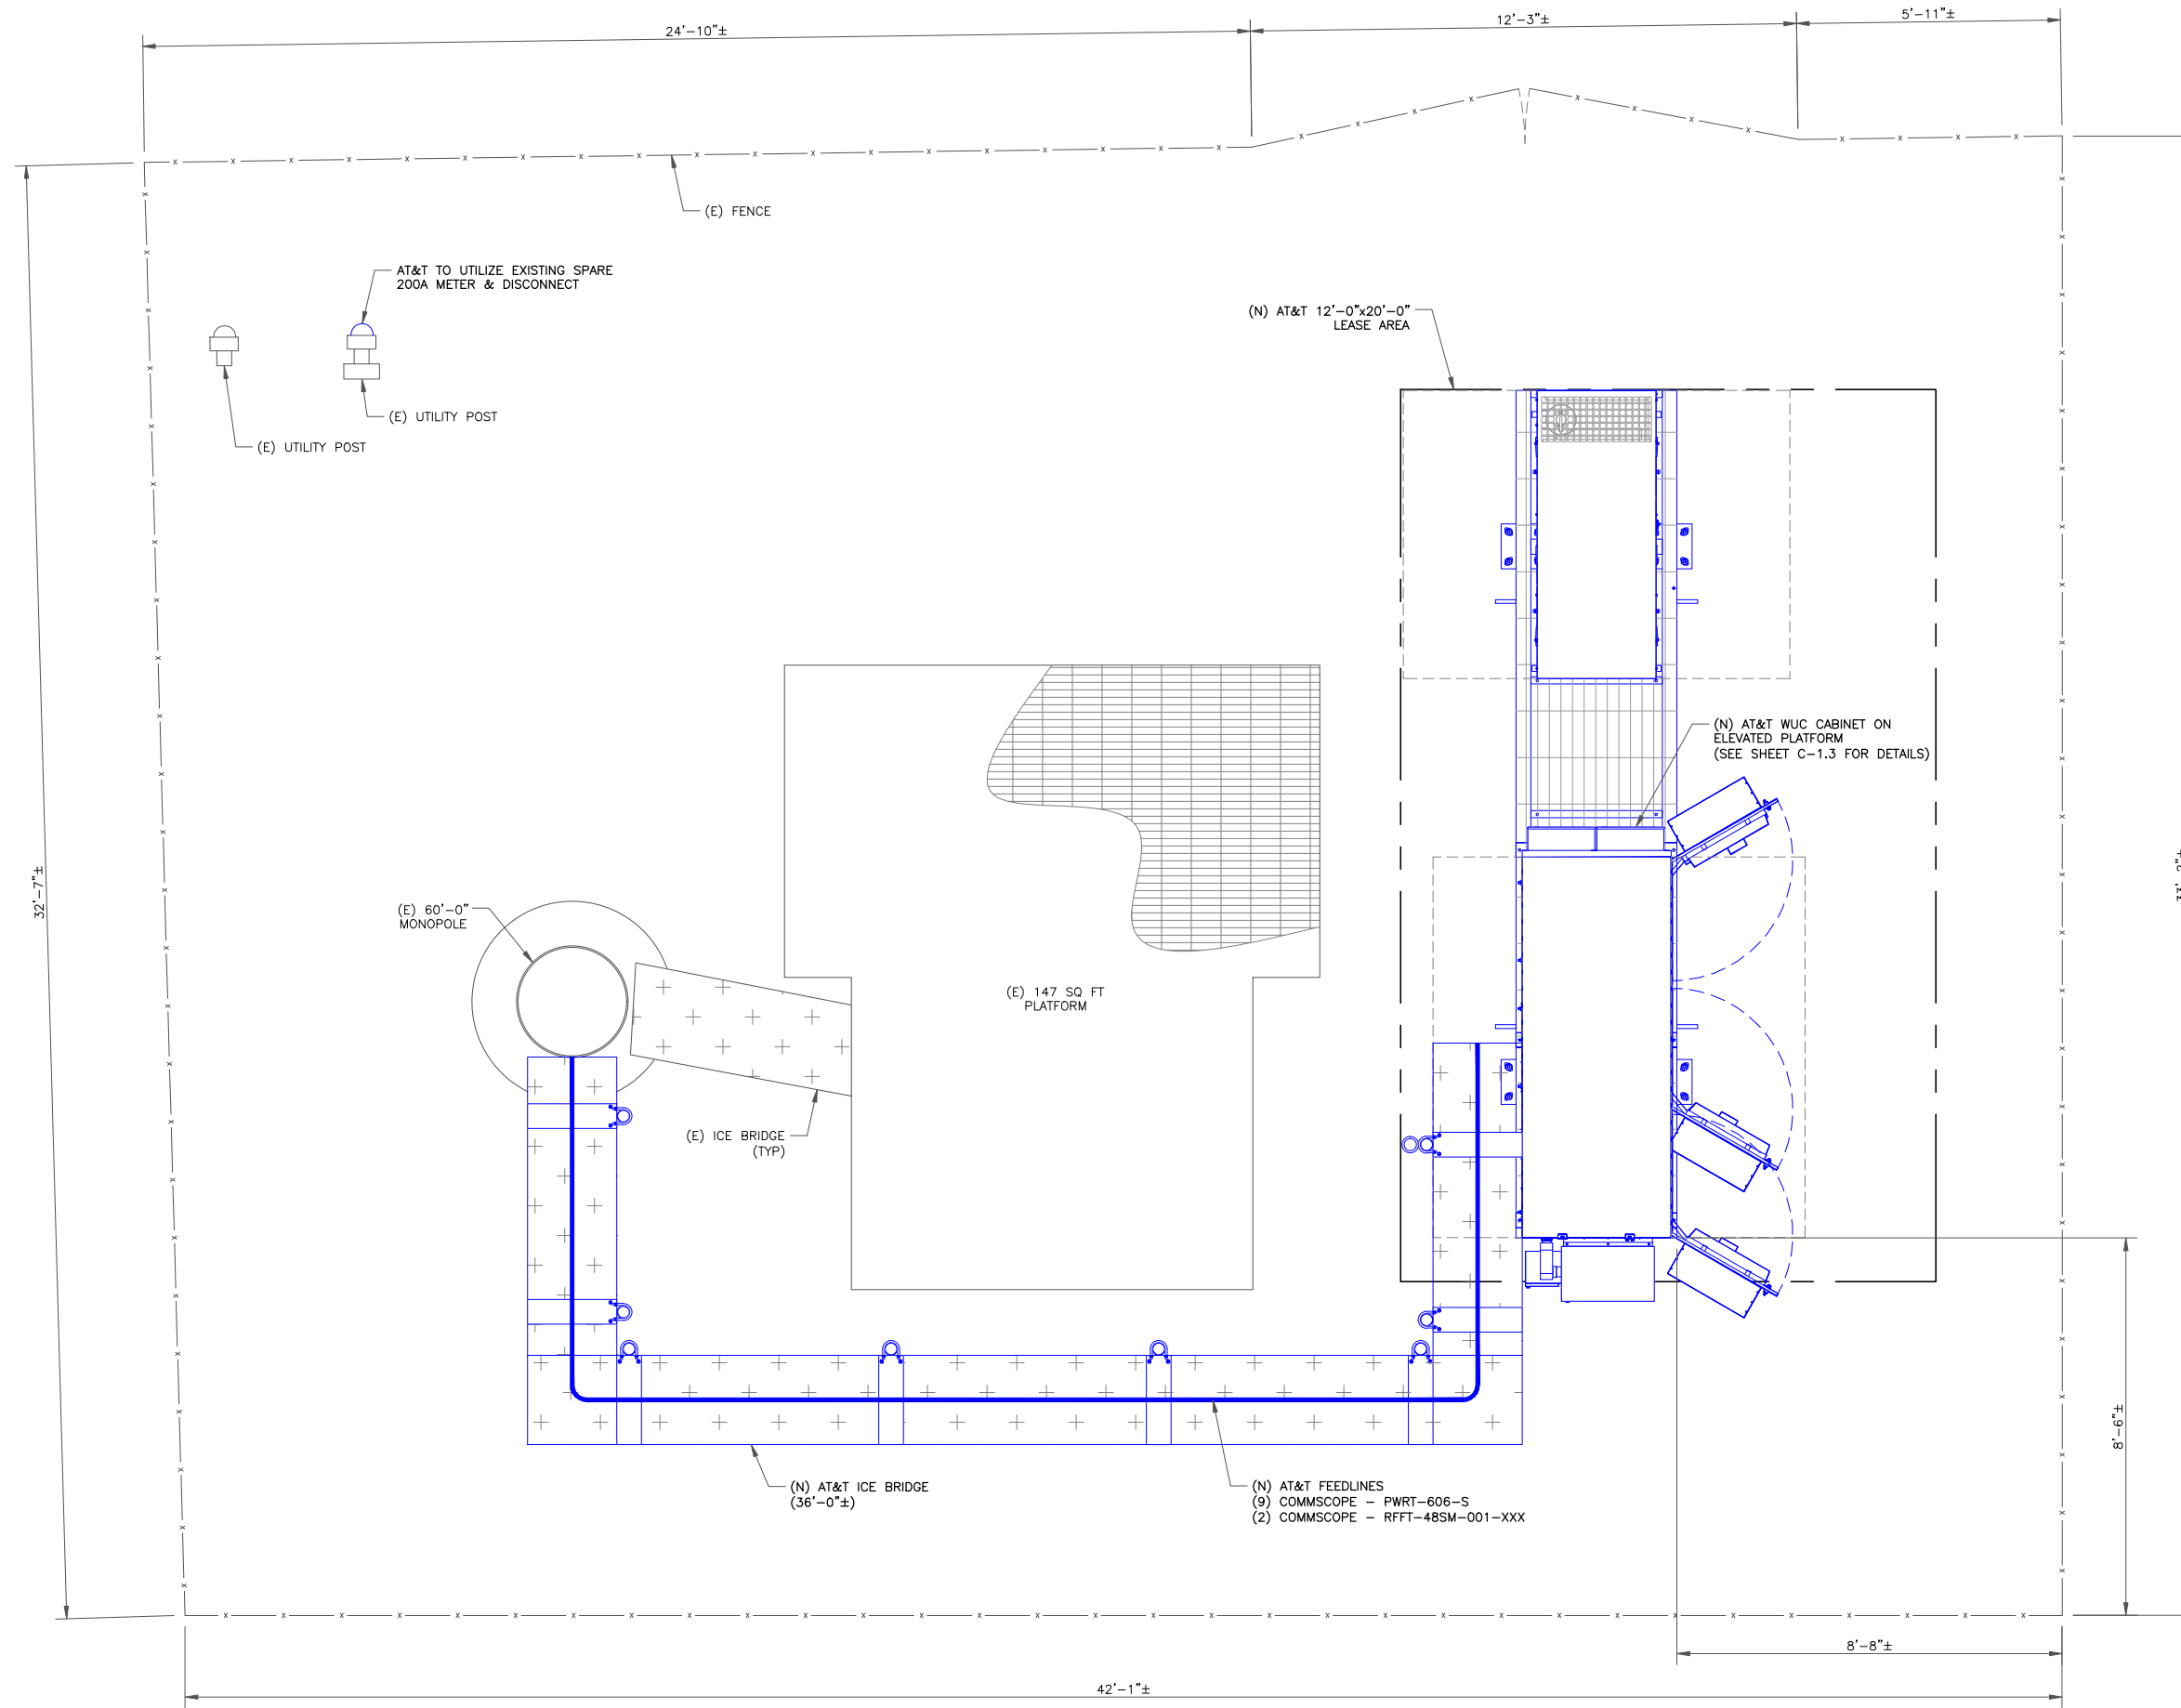 24'-10"±
12'-3"±
5'-11"±
(E) FENCE
AT&T TO UTILIZE EXISTING SPARE
200A METER & DISCONNECT
(N) AT&T 12'-0"x20'-0"
LEASE AREA
(E) UTILITY POST
(E) UTILITY POST
(N) AT&T WUC CABINET ON
ELEVATED PLATFORM
(SEE SHEET C-1.3 FOR DETAILS)
32'-7"±
(E) 60'-0"
MONOPOLE
(E) 147 SQ FT
PLATFORM
(E) ICE BRIDGE
(TYP)
8'-6"±
(N) AT&T ICE BRIDGE
(36'-0"±)
(N) AT&T FEEDLINES
(9) COMMSCOPE - PWRT-606-S
(2) COMMSCOPE - RFFT-48SM-001-XXX
8'-8"±
42'-1"±